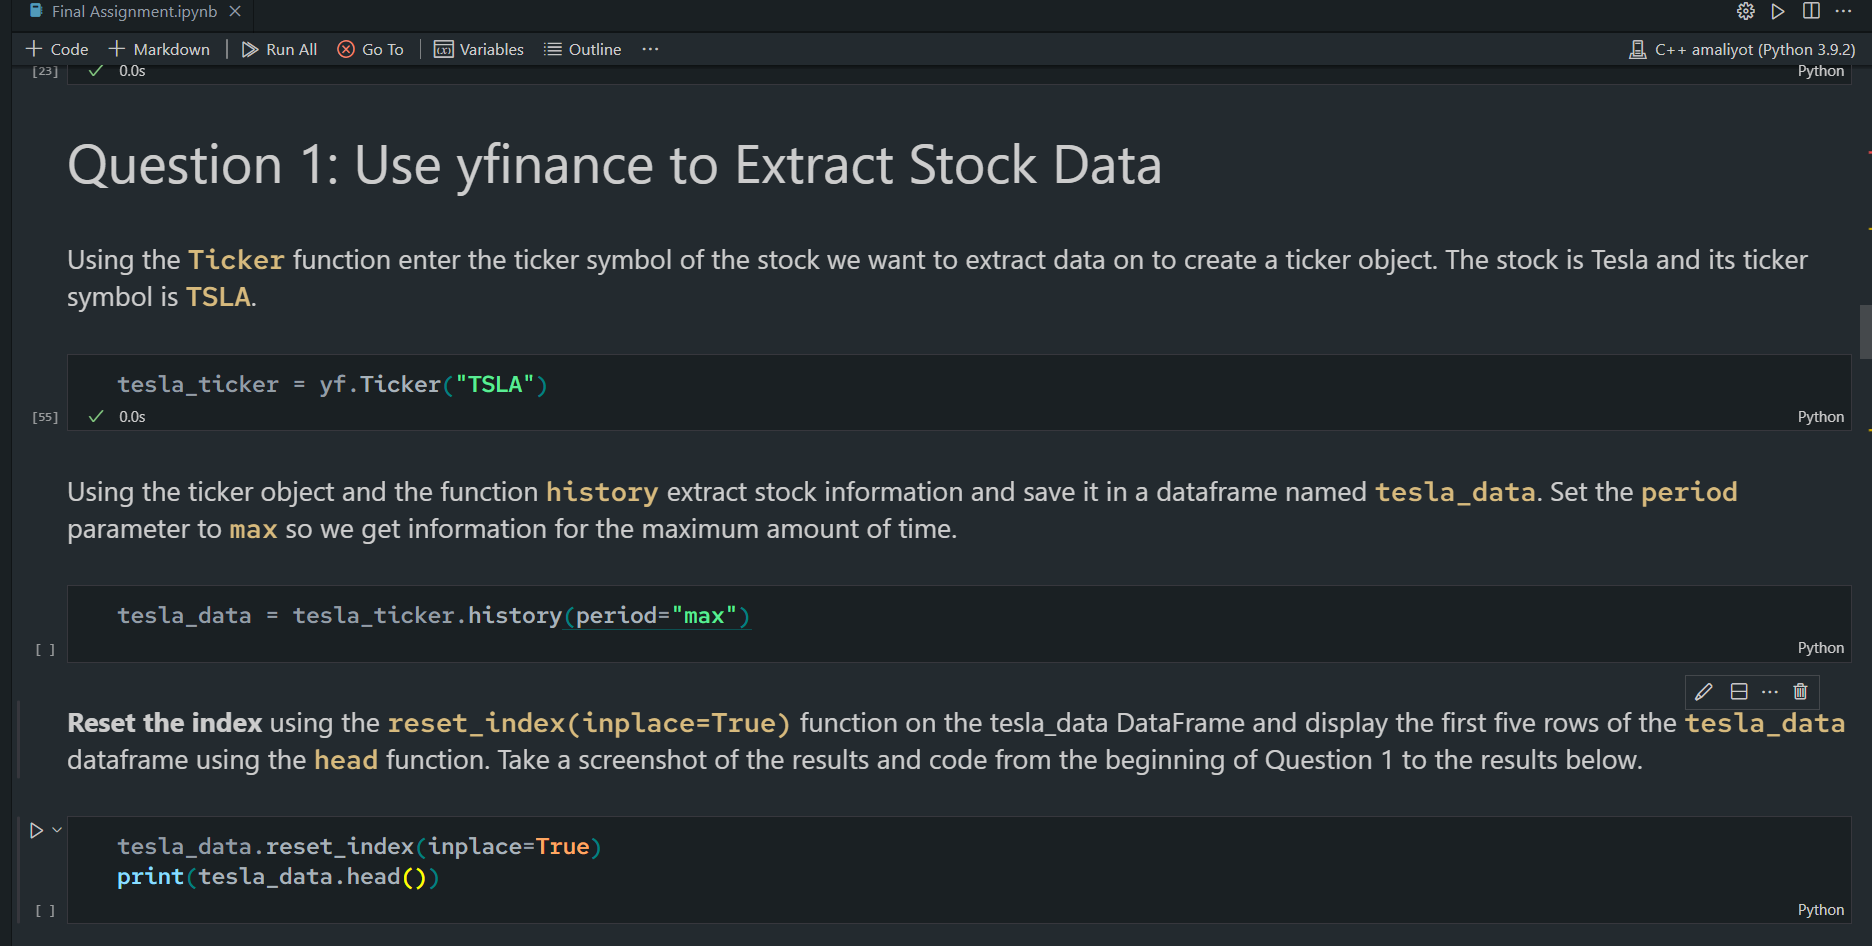 Final Assignment.ipynb
Code Markdown Run All Go To Variables Outline ... C++ amaliyot (Python 3.9.2)
[23] 0.0s Python
Question 1: Use yfinance to Extract Stock Data
Using the Ticker function enter the ticker symbol of the stock we want to extract data on to create a ticker object. The stock is Tesla and its ticker
symbol is TSLA.
tesla_ticker = yf.Ticker("TSLA")
[55] 0.0s Python
Using the ticker object and the function history extract stock information and save it in a dataframe named tesla_data. Set the period
parameter to max so we get information for the maximum amount of time.
tesla_data = tesla_ticker.history(period="max")
[ ] Python
Reset the index using the reset_index(inplace=True) function on the tesla_data DataFrame and display the first five rows of the tesla_data
dataframe using the head function. Take a screenshot of the results and code from the beginning of Question 1 to the results below.
tesla_data.reset_index(inplace=True)
print(tesla_data.head())
[ ] Python